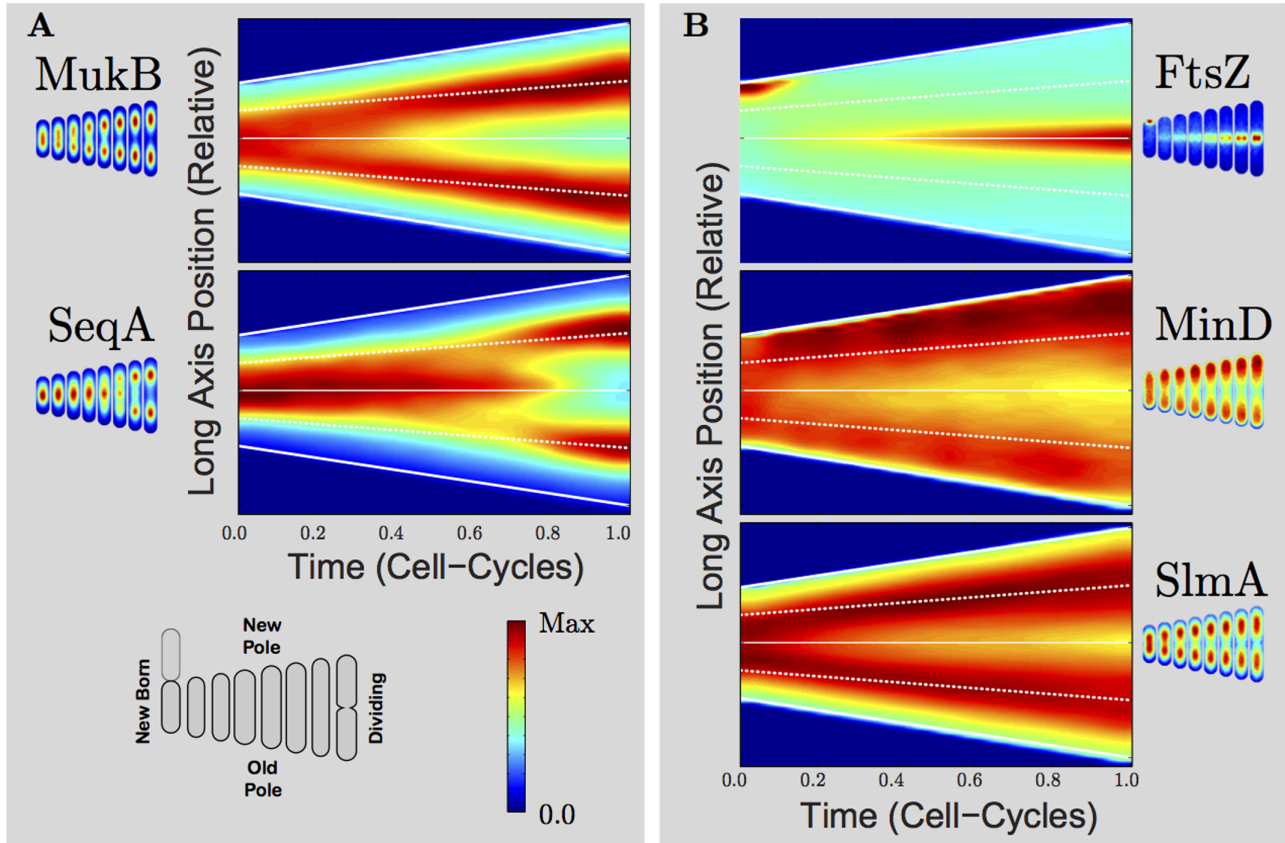 A
MukB
SeqA
Long Axis Position (Relative)
0.0 0.2 0.4 0.6 0.8 1.0
Time (Cell−Cycles)
New Born
New
Pole
Old
Pole
Dividing
Max
0.0
B
FtsZ
MinD
SlmA
Long Axis Position (Relative)
0.0 0.2 0.4 0.6 0.8 1.0
Time (Cell−Cycles)